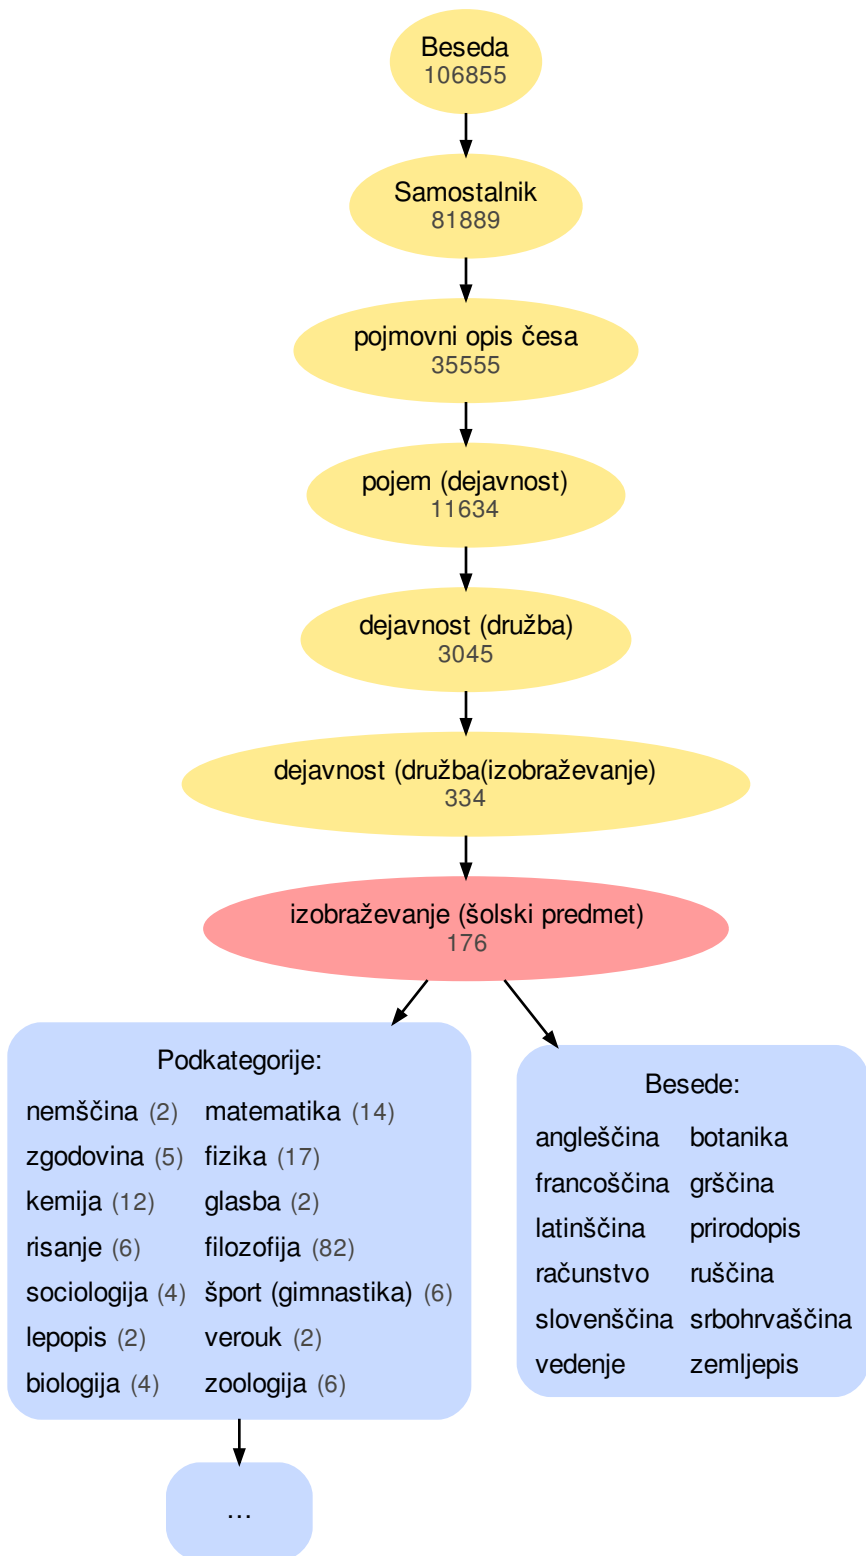 Beseda
106855
Samostalnik
81889
pojmovni opis česa
35555
pojem (dejavnost)
11634
dejavnost (družba)
3045
dejavnost (družba(izobraževanje)
334
izobraževanje (šolski predmet)
176
Podkategorije:
nemščina (2) matematika (14)
zgodovina (5) fizika (17)
kemija (12) glasba (2)
risanje (6) filozofija (82)
sociologija (4) šport (gimnastika) (6)
lepopis (2) verouk (2)
biologija (4) zoologija (6)
...
Besede:
angleščina botanika
francoščina grščina
latinščina prirodopis
računstvo ruščina
slovenščina srbohrvaščina
vedenje zemljepis